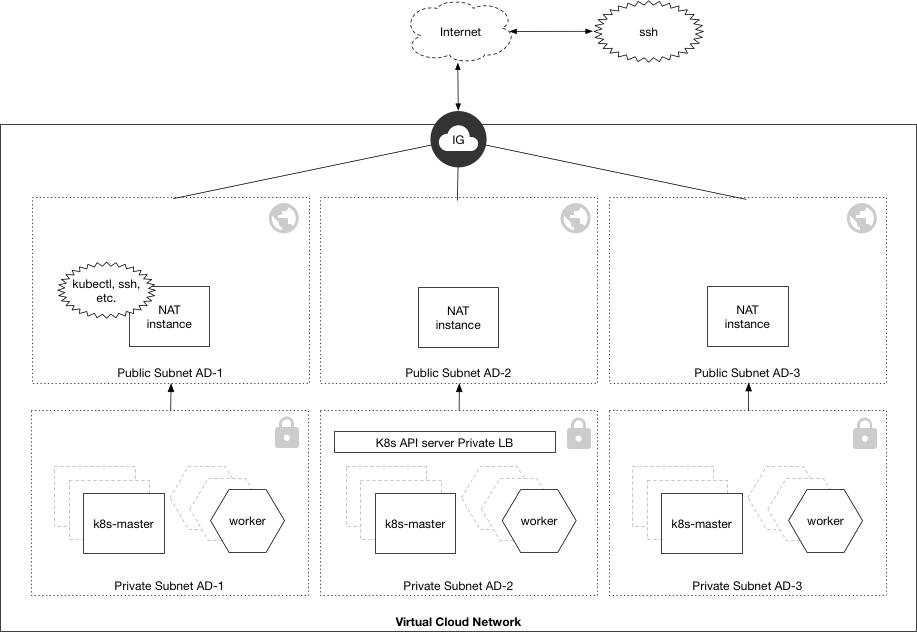 Internet
ssh
IG
kubectl, ssh,
etc.
NAT
instance
NAT
instance
NAT
instance
Public Subnet AD-1
Public Subnet AD-2
Public Subnet AD-3
K8s API server Private LB
k8s-master
worker
k8s-master
worker
k8s-master
worker
Private Subnet AD-1
Private Subnet AD-2
Private Subnet AD-3
Virtual Cloud Network